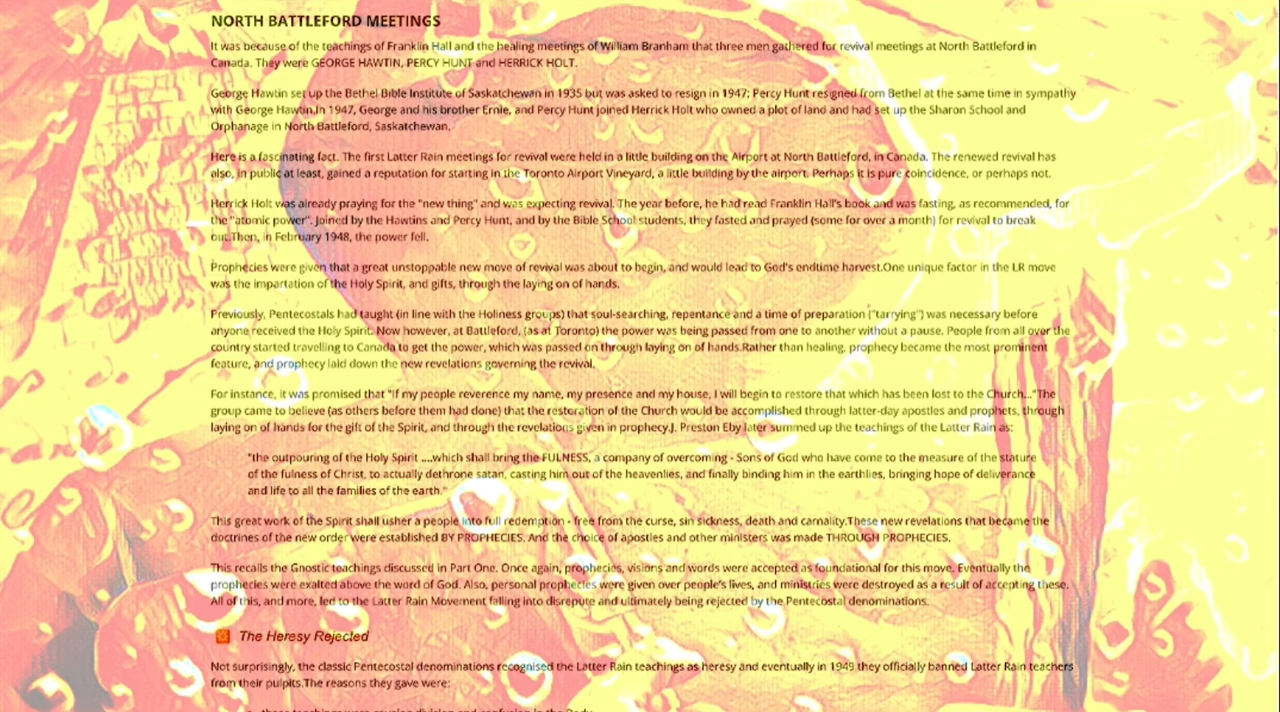 NORTH BATTLEFORD MEETINGS
It was because of the teachings of Franklin Hall and the healing meetings of William Branham that three men gathered for revival meetings at North Battleford in
Canada. They were GEORGE HAWTIN, PERCY HUNT and HERRICK HOLT.
George Hawtin set up the Bethel Bible Institute of Saskatchewan in 1935 but was asked to resign in 1947; Percy Hunt resigned from Bethel at the same time in sympathy
with George Hawtin.In 1947, George and his brother Ernie, and Percy Hunt joined Herrick Holt who owned a plot of land and had set up the Sharon School and
Orphanage in North Battleford, Saskatchewan.
Here is a fascinating fact. The first Latter Rain meetings for revival were held in a little building on the Airport at North Battleford, in Canada. The renewed revival has
also, in public at least, gained a reputation for starting in the Toronto Airport Vineyard, a little building by the airport. Perhaps it is pure coincidence, or perhaps not.
Herrick Holt was already praying for the "new thing" and was expecting revival. The year before, he had read Franklin Hall's book and was fasting, as recommended, for
the "atomic power". Joined by the Hawtins and Percy Hunt, and by the Bible School students, they fasted and prayed (some for over a month) for revival to break
out.Then, in February 1948, the power fell.
Prophecies were given that a great unstoppable new move of revival was about to begin, and would lead to God's endtime harvest.One unique factor in the LR move
was the impartation of the Holy Spirit, and gifts, through the laying on of hands.
Previously, Pentecostals had taught (in line with the Holiness groups) that soul-searching, repentance and a time of preparation ("tarrying") was necessary before
anyone received the Holy Spirit. Now however, at Battleford, (as at Toronto) the power was being passed from one to another without a pause. People from all over the
country started travelling to Canada to get the power, which was passed on through laying on of hands.Rather than healing, prophecy became the most prominent
feature, and prophecy laid down the new revelations governing the revival.
For instance, it was promised that "if my people reverence my name, my presence and my house, I will begin to restore that which has been lost to the Church..."The
group came to believe (as others before them had done) that the restoration of the Church would be accomplished through latter-day apostles and prophets, through
laying on of hands for the gift of the Spirit, and through the revelations given in prophecy.J. Preston Eby later summed up the teachings of the Latter Rain as:
"the outpouring of the Holy Spirit ....which shall bring the FULNESS, a company of overcoming - Sons of God who have come to the measure of the stature
of the fulness of Christ, to actually dethrone satan, casting him out of the heavenlies, and finally binding him in the earthlies, bringing hope of deliverance
and life to all the families of the earth."
This great work of the Spirit shall usher a people into full redemption - free from the curse, sin sickness, death and carnality.These new revelations that became the
doctrines of the new order were established BY PROPHECIES. And the choice of apostles and other ministers was made THROUGH PROPHECIES.
This recalls the Gnostic teachings discussed in Part One. Once again, prophecies, visions and words were accepted as foundational for this move. Eventually the
prophecies were exalted above the word of God. Also, personal prophecies were given over people's lives, and ministries were destroyed as a result of accepting these.
All of this, and more, led to the Latter Rain Movement falling into disrepute and ultimately being rejected by the Pentecostal denominations.
The Heresy Rejected
Not surprisingly, the classic Pentecostal denominations recognised the Latter Rain teachings as heresy and eventually in 1949 they officially banned Latter Rain teachers
from their pulpits.The reasons they gave were: